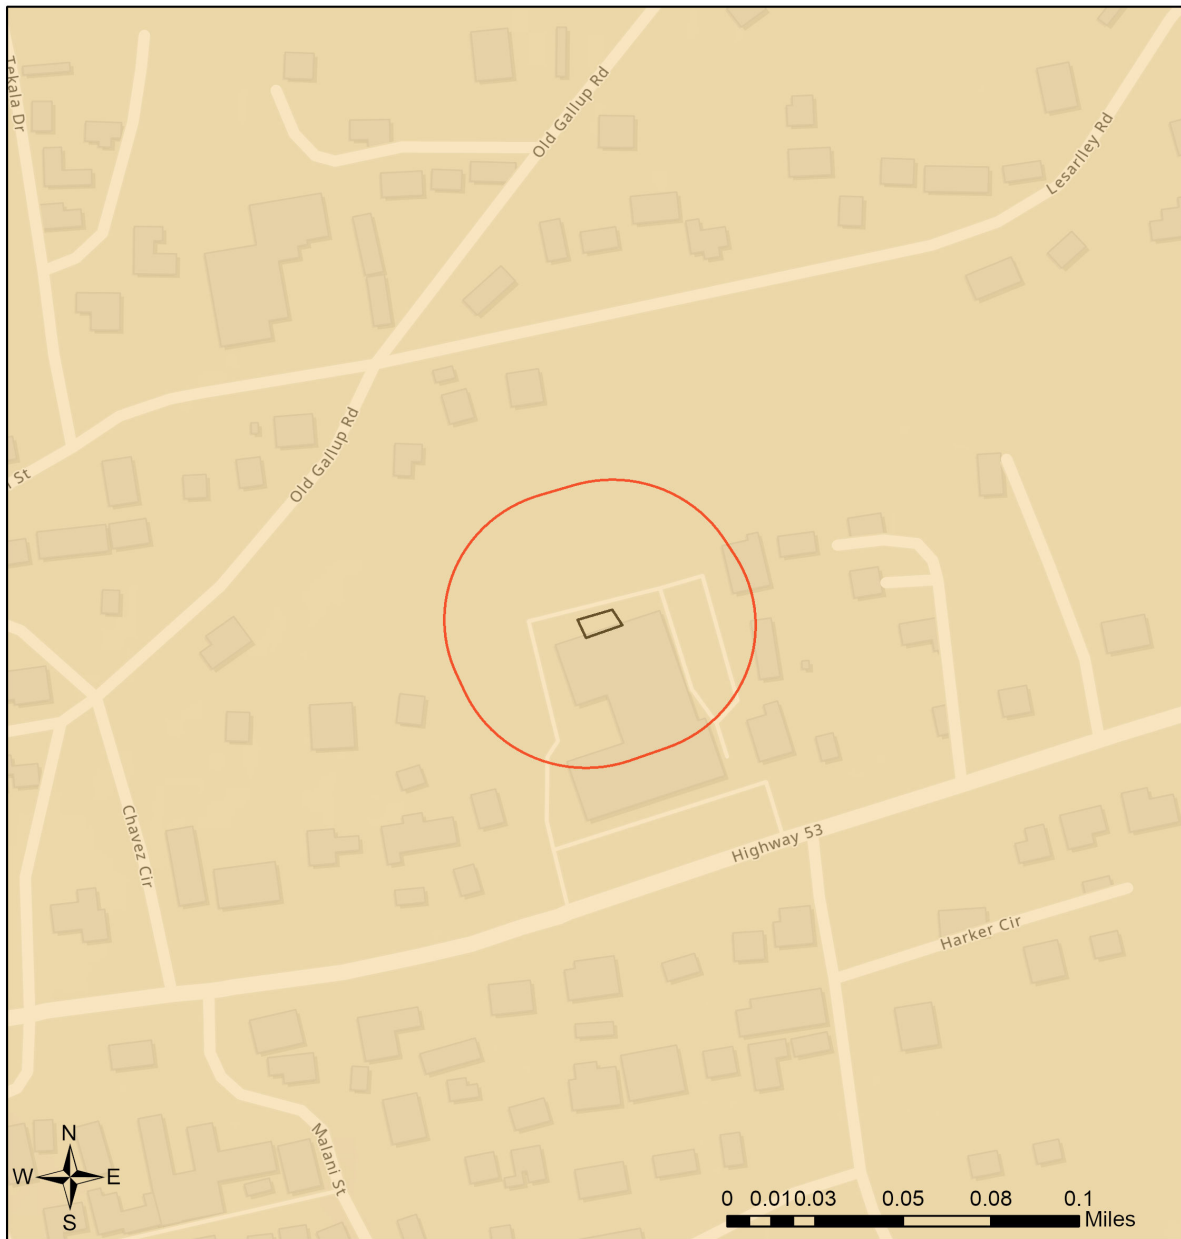 Tekala Dr
Old Gallup Rd
Lesarlley Rd
Old Gallup Rd
St
Chavez Cir
Highway 53
Harker Cir
Malani St
N
W E
S
0 0.01 0.03 0.05 0.08 0.1
Miles